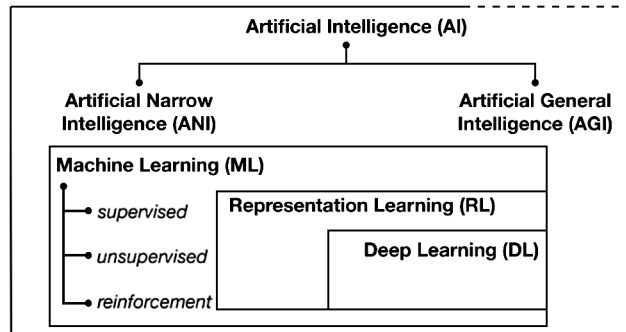 Artificial Intelligence (AI)
Artificial Narrow
Intelligence (ANI)
Artificial General
Intelligence (AGI)
Machine Learning (ML)
supervised
unsupervised
reinforcement
Representation Learning (RL)
Deep Learning (DL)